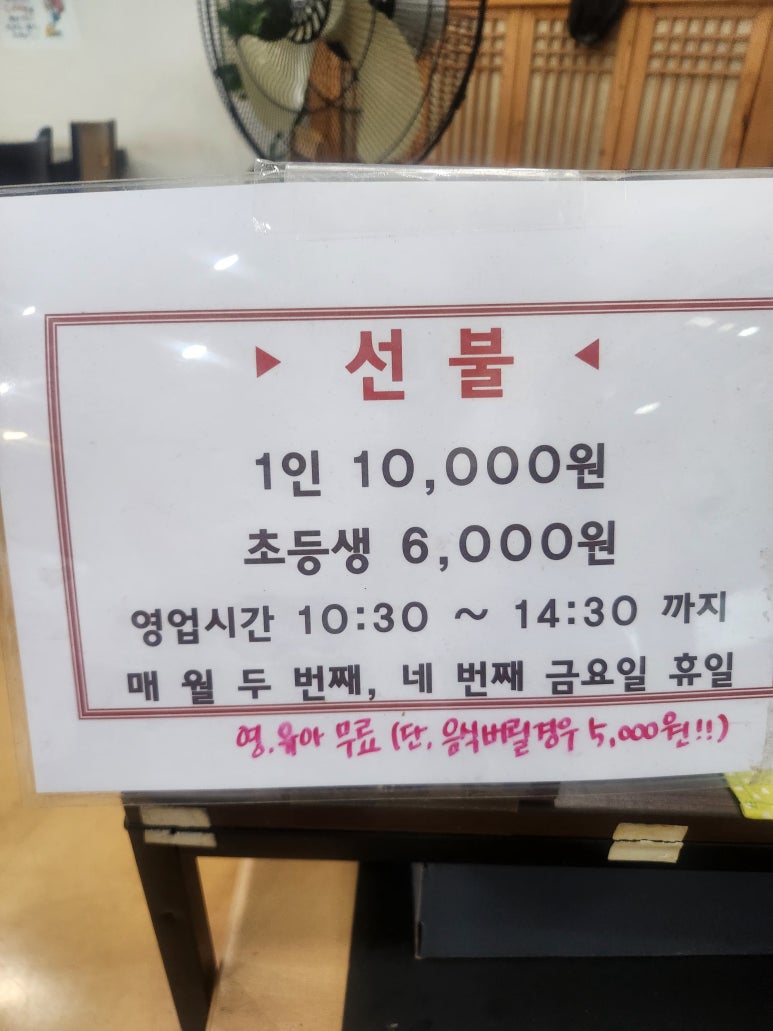 ▶ 선 불 ◀
1인 10,000원
초등생 6,000원
영업시간 10:30 ~ 14:30 까지
매 월 두 번째, 네 번째 금요일 휴일
영.유아 무료 (단, 음식버릴경우 5,000원!!)